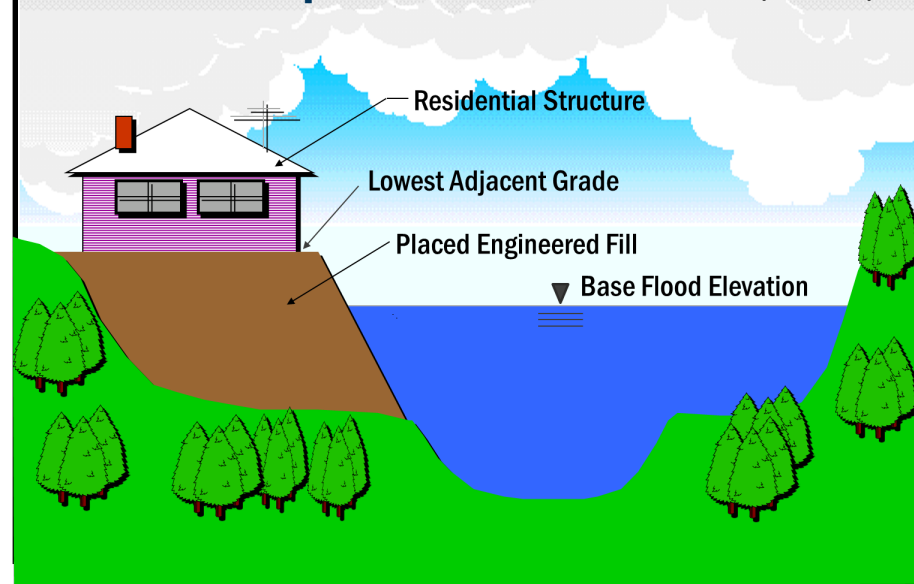 Residential Structure
Lowest Adjacent Grade
Placed Engineered Fill
Base Flood Elevation